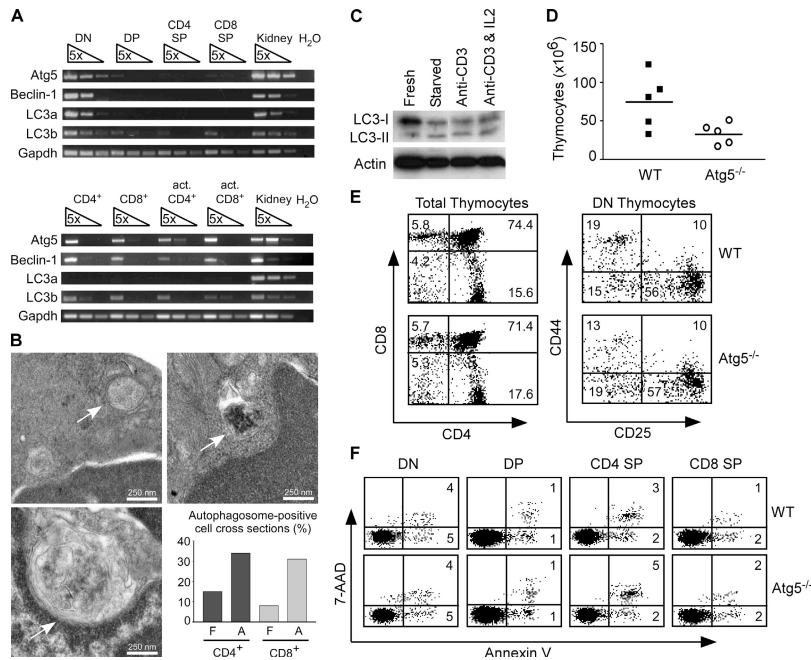 A
DN DP CD4 SP CD8 SP Kidney H2O
5x 5x 5x 5x 5x
Atg5
Beclin-1
LC3a
LC3b
Gapdh
CD4+ CD8+ act. CD4+ act. CD8+ Kidney H2O
5x 5x 5x 5x 5x
Atg5
Beclin-1
LC3a
LC3b
Gapdh
B
250 nm
250 nm
250 nm
Autophagosome-positive
cell cross sections (%)
40
30
20
10
0
F A F A
CD4+ CD8+
C
Fresh
Starved
Anti-CD3
Anti-CD3 & IL2
LC3-I
LC3-II
Actin
D
Thymocytes (x10⁶)
150
100
50
0
WT Atg5-/-
E
Total Thymocytes DN Thymocytes
5.8 74.4
4.2
15.6
19 10
15 56
WT
5.7 71.4
5.3
17.6
13 10
19 57
Atg5-/-
CD8
CD4
CD44
CD25
F
DN DP CD4 SP CD8 SP
4 1 3 1
5 1 2 2
WT
4 1 5 2
5 1 2 2
Atg5-/-
7-AAD
Annexin V